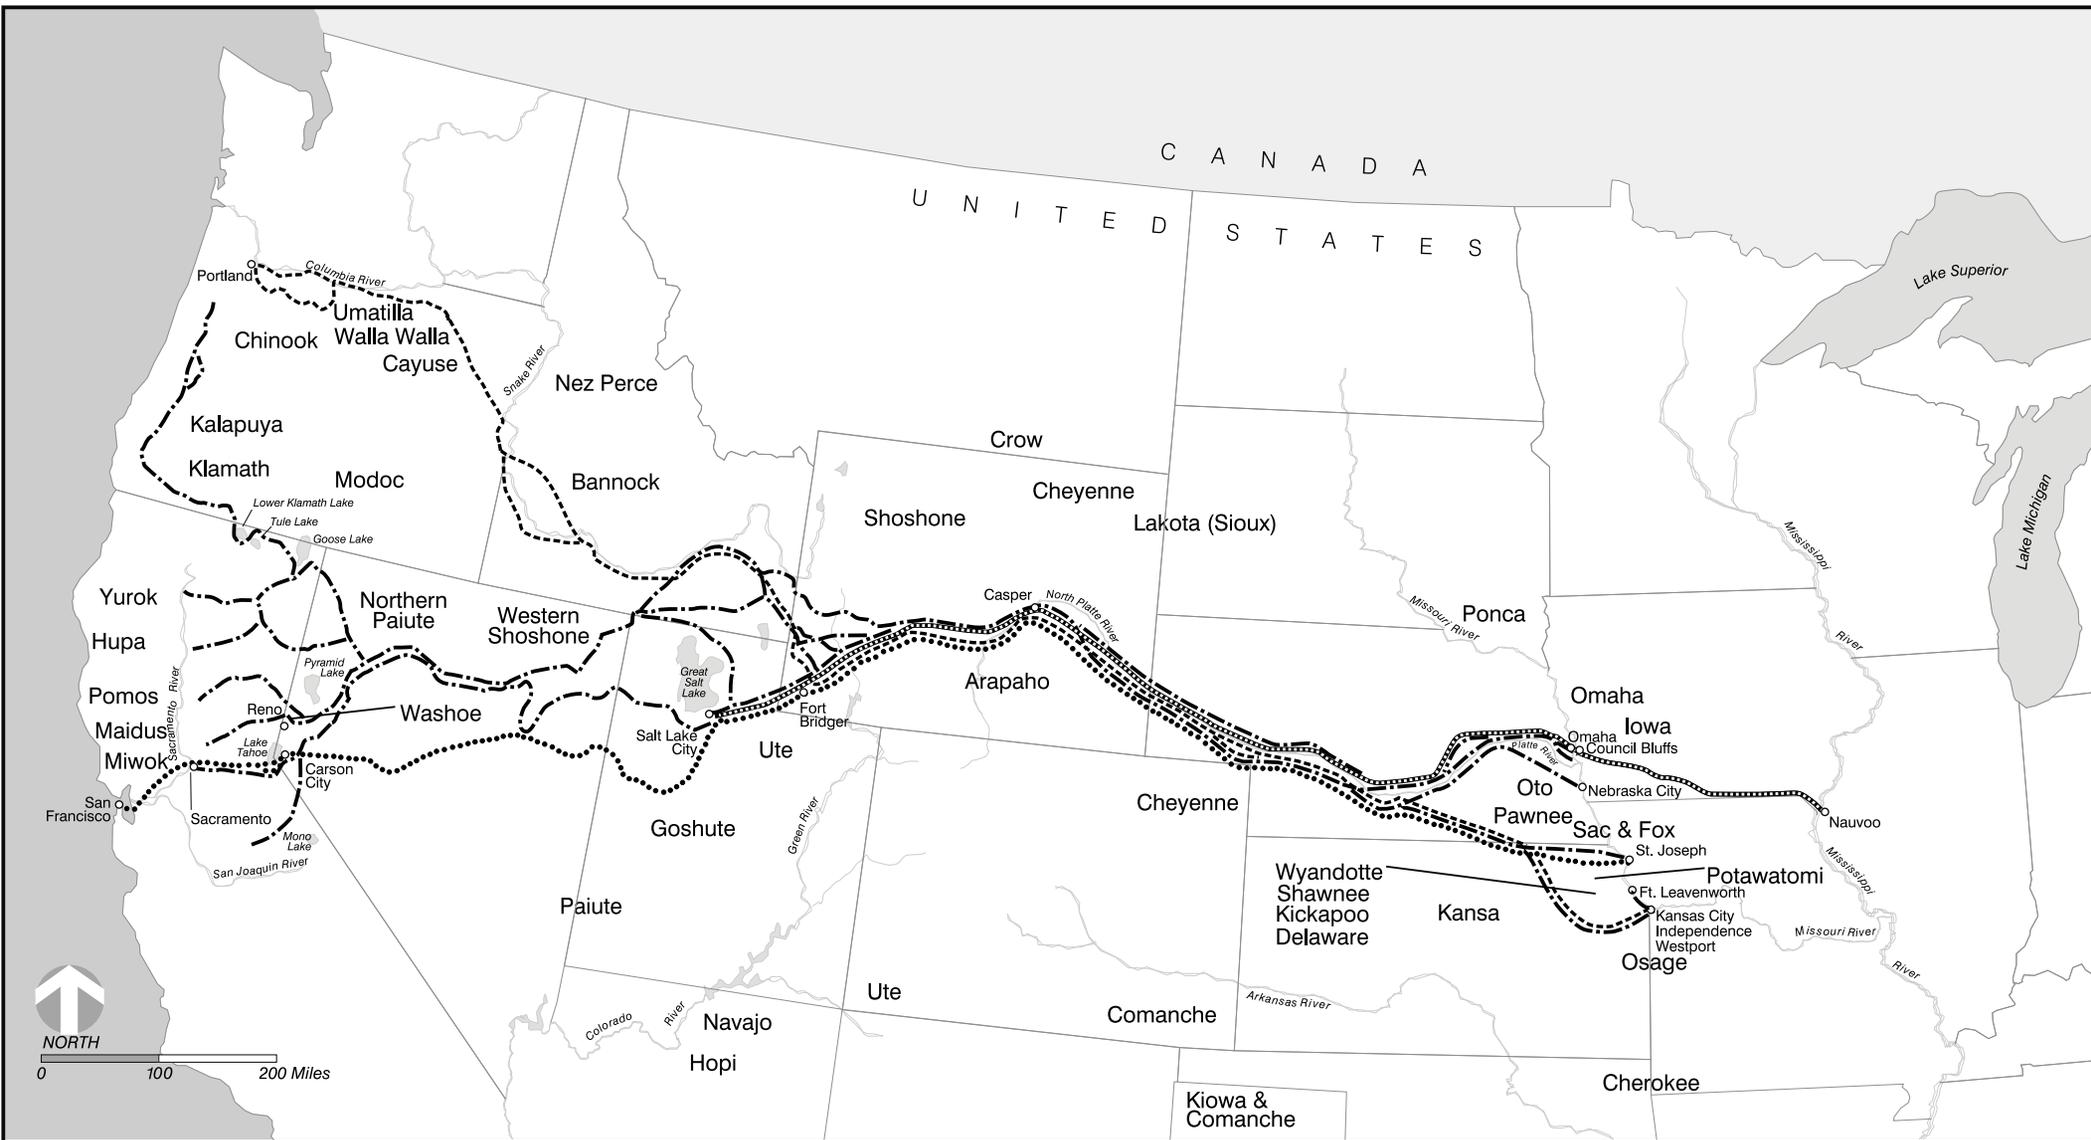 CANADA
UNITED STATES
Lake Superior
Columbia River
Portland
Umatilla
Chinook
Walla Walla
Cayuse
Snake River
Nez Perce
Kalapuya
Crow
Klamath
Modoc
Bannock
Cheyenne
Lower Klamath Lake
Shoshone
Lakota (Sioux)
Tule Lake
Goose Lake
Lake Michigan
Mississippi
River
Yurok
Northern
Paiute
Western
Shoshone
Casper
North Platte River
Missouri River
Ponca
Hupa
Pyramid
Lake
Great
Salt
Lake
Arapaho
Pomos
Sacramento River
Reno
Washoe
Fort
Bridger
Omaha
Iowa
Maidus
Lake
Tahoe
Salt Lake
City
Ute
Omaha
Council Bluffs
Platte River
Miwok
Carson
City
San
Francisco
Sacramento
Cheyenne
Oto
Nebraska City
Pawnee
Nauvoo
Mono
Lake
Goshute
Green River
Sac & Fox
St. Joseph
San Joaquin River
Mississippi
River
Wyandotte
Shawnee
Kickapoo
Delaware
Potawatomi
Ft. Leavenworth
Paiute
Kansa
Kansas City
Independence
Westport
Missouri River
Osage
Ute
Arkansas River
Colorado
River
Navajo
Comanche
Hopi
NORTH
0 100 200 Miles
Cherokee
Kiowa &
Comanche